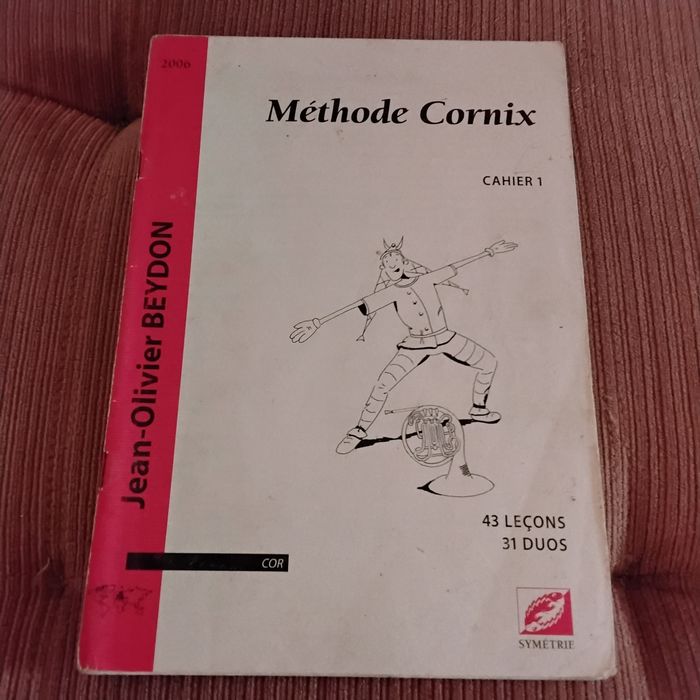 2006
Méthode Cornix
CAHIER 1
Jean-Olivier BEYDON
43 LEÇONS
31 DUOS
COR
SYMÉTRIE